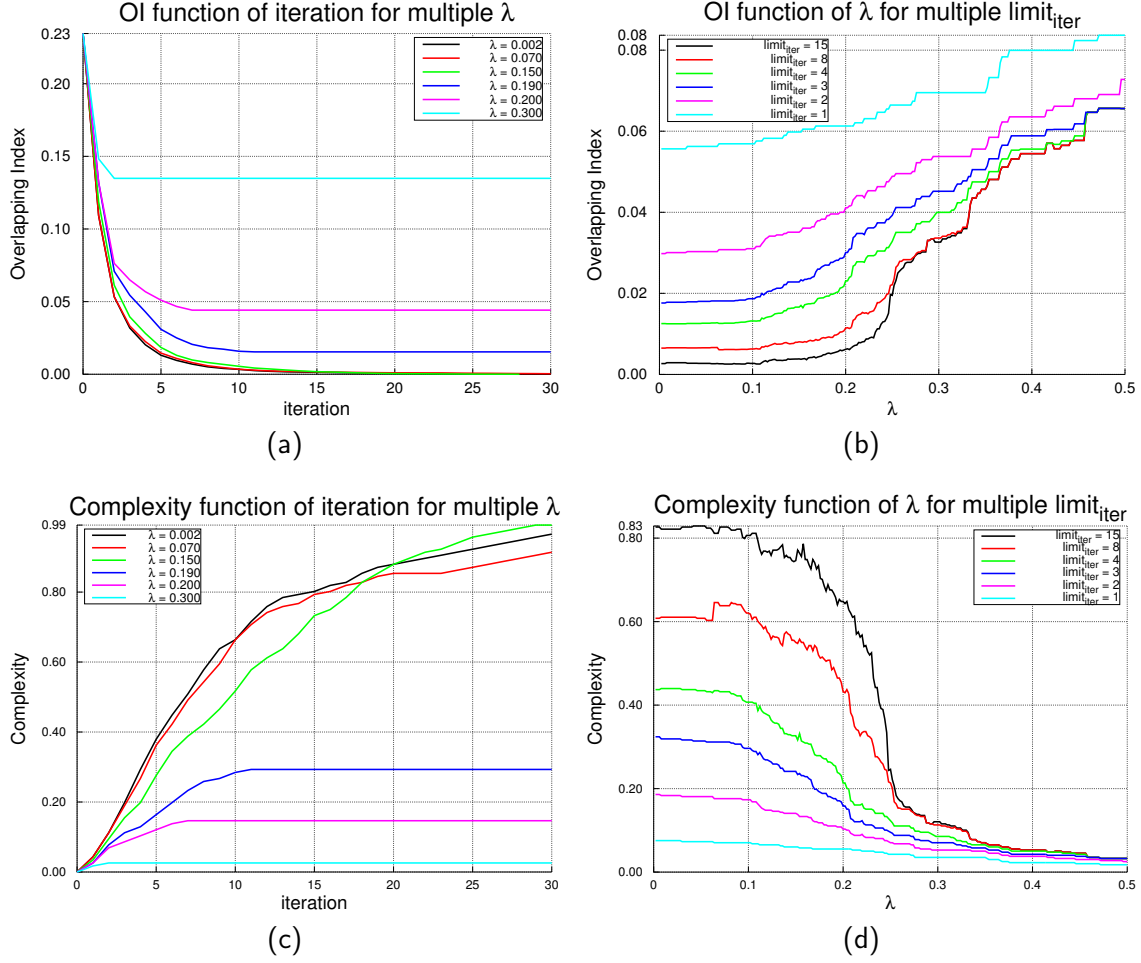 OI function of iteration for multiple λ
Overlapping Index
0.23
0.20
0.15
0.10
0.05
0.00
λ = 0.002
λ = 0.070
λ = 0.150
λ = 0.190
λ = 0.200
λ = 0.300
0 5 10 15 20 25 30
iteration
(a)
OI function of λ for multiple limit_iter
Overlapping Index
0.08
0.08
0.06
0.04
0.02
0.00
limit_iter = 15
limit_iter = 8
limit_iter = 4
limit_iter = 3
limit_iter = 2
limit_iter = 1
0 0.1 0.2 0.3 0.4 0.5
λ
(b)
Complexity function of iteration for multiple λ
Complexity
0.99
0.80
0.60
0.40
0.20
0.00
λ = 0.002
λ = 0.070
λ = 0.150
λ = 0.190
λ = 0.200
λ = 0.300
0 5 10 15 20 25 30
iteration
(c)
Complexity function of λ for multiple limit_iter
Complexity
0.83
0.80
0.60
0.40
0.20
0.00
limit_iter = 15
limit_iter = 8
limit_iter = 4
limit_iter = 3
limit_iter = 2
limit_iter = 1
0 0.1 0.2 0.3 0.4 0.5
λ
(d)